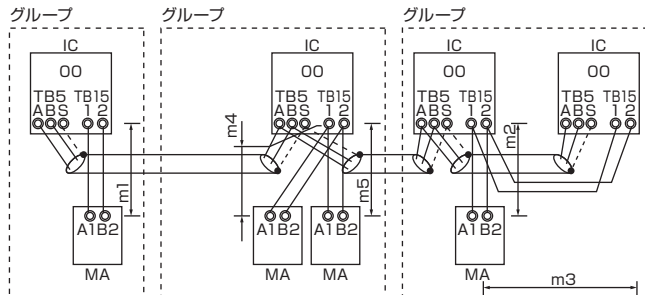 グループ グループ グループ
IC IC IC IC
00 00 00 00
TB5 TB15 TB5 TB15 TB5 TB15 TB5 TB15
ABS 1 2 ABS 1 2 ABS 1 2 ABS 1 2
m1 m4 m5 m2
A1B2 A1B2 A1B2 A1B2
MA MA MA MA
m3